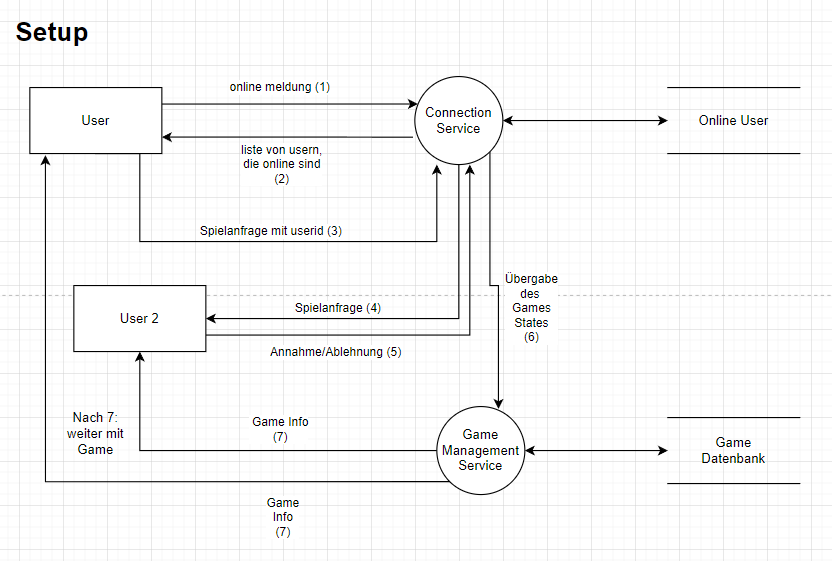 Setup
online meldung (1)
User
Connection
Service
Online User
liste von usern,
die online sind
(2)
Spielanfrage mit userid (3)
Übergabe
des
Games
States
(6)
User 2
Spielanfrage (4)
Annahme/Ablehnung (5)
Nach 7:
weiter mit
Game
Game Info
(7)
Game
Management
Service
Game
Datenbank
Game
Info
(7)